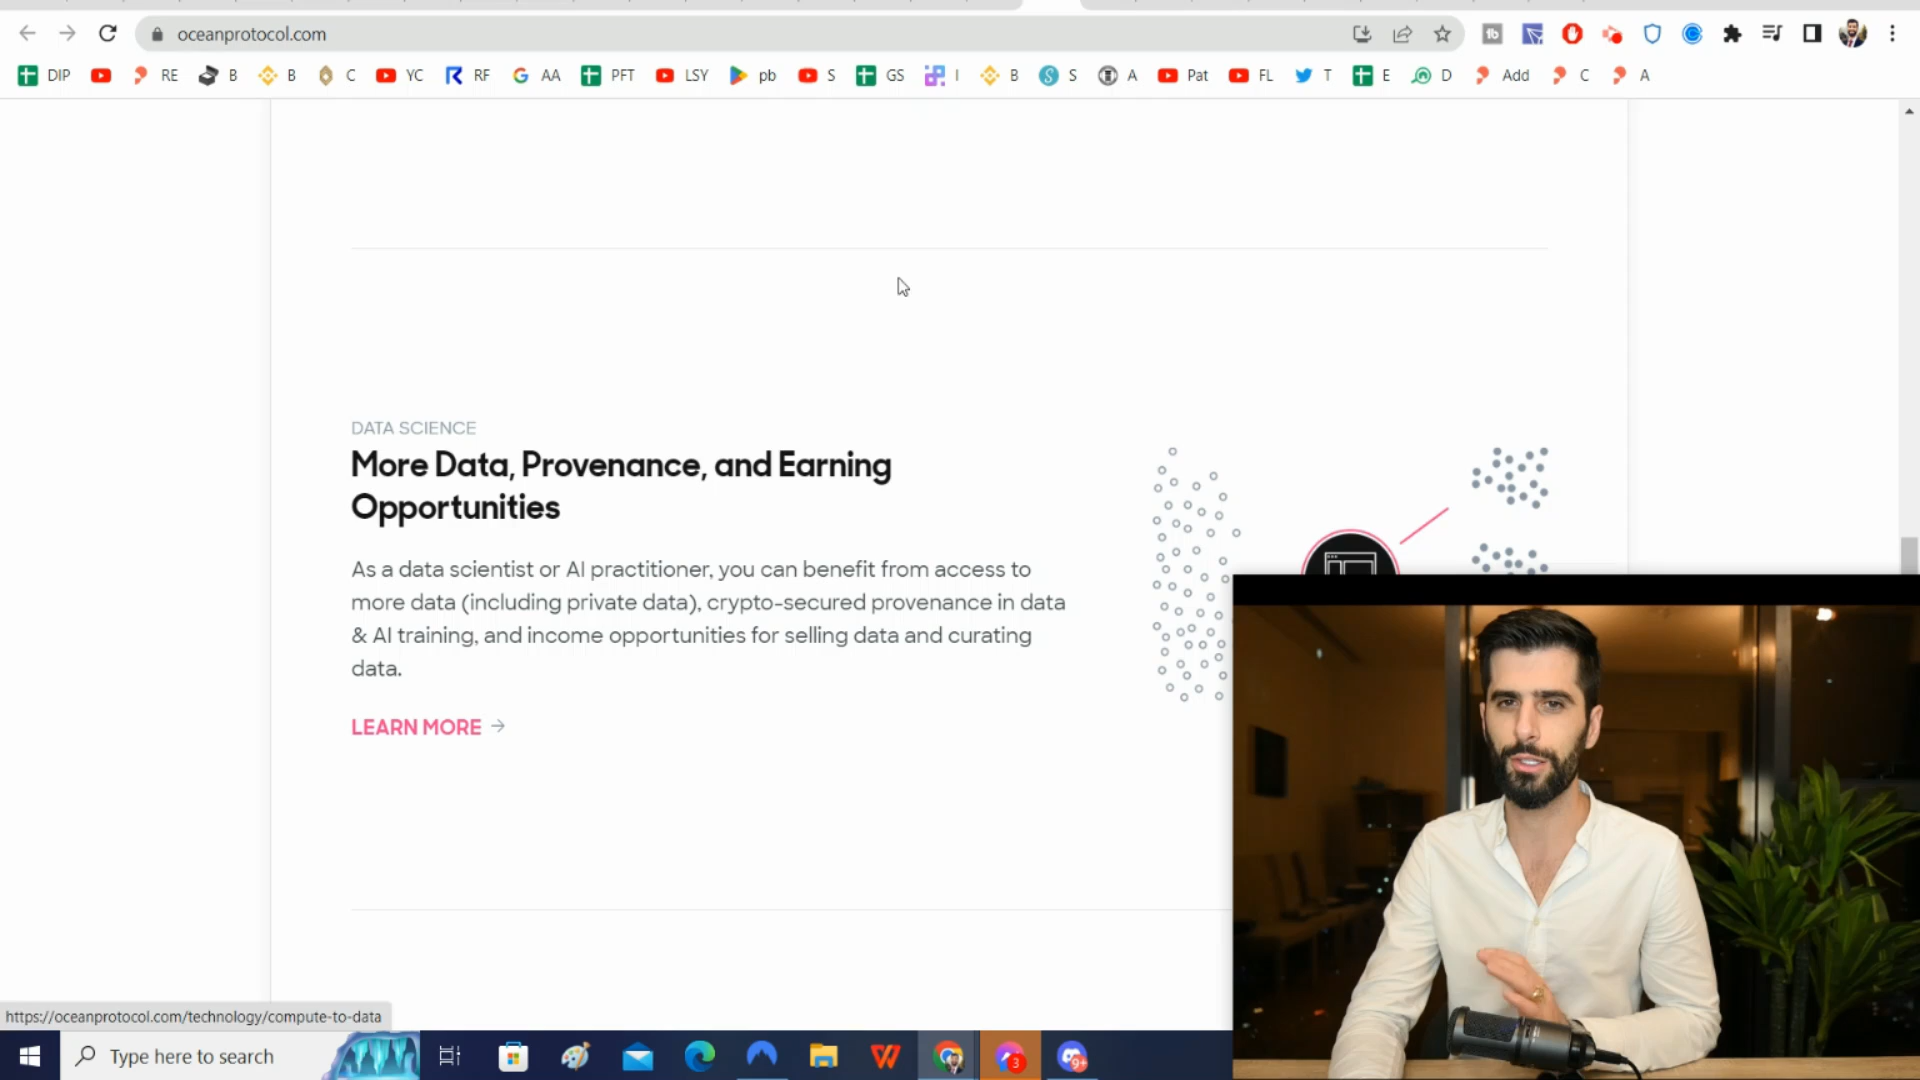 oceanprotocol.com
DIP RE B B C YC RF AA PFT LSY pb S GS I B S A Pat FL T E D Add C A
DATA SCIENCE
More Data, Provenance, and Earning
Opportunities
As a data scientist or AI practitioner, you can benefit from access to
more data (including private data), crypto-secured provenance in data
& AI training, and income opportunities for selling data and curating
data.
LEARN MORE →
https://oceanprotocol.com/technology/compute-to-data
Type here to search
3
9+